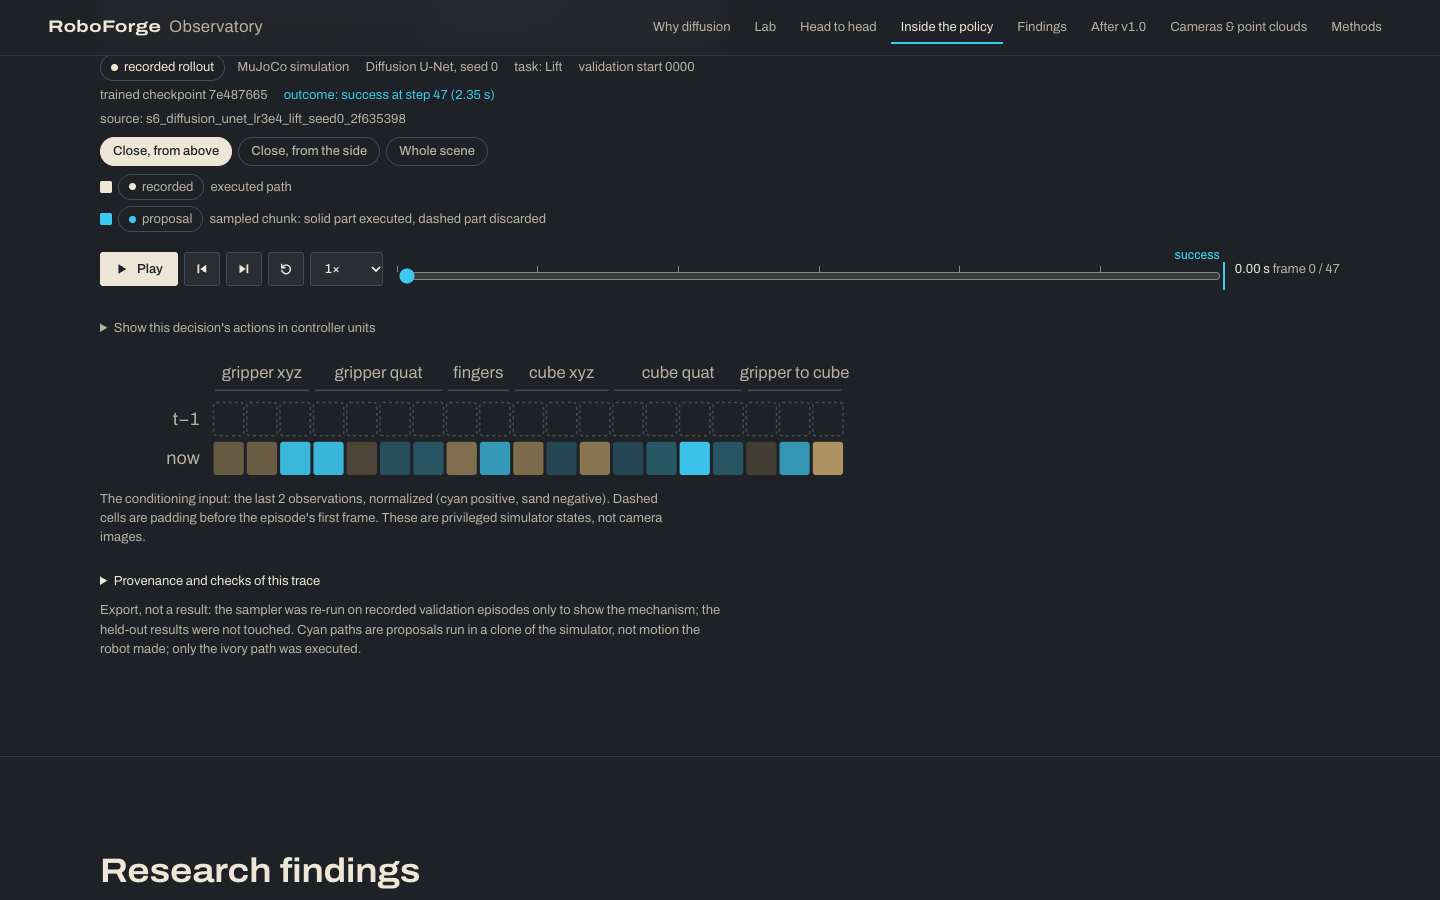 RoboForge Observatory
Why diffusion Lab Head to head Inside the policy Findings After v1.0 Cameras & point clouds Methods
recorded rollout MuJoCo simulation Diffusion U-Net, seed 0 task: Lift validation start 0000
trained checkpoint 7e487665 outcome: success at step 47 (2.35 s)
source: s6_diffusion_unet_lr3e4_lift_seed0_2f635398
Close, from above Close, from the side Whole scene
recorded executed path
proposal sampled chunk: solid part executed, dashed part discarded
success
Play 1× 0.00 s frame 0 / 47
Show this decision's actions in controller units
gripper xyz gripper quat fingers cube xyz cube quat gripper to cube
t−1
now
The conditioning input: the last 2 observations, normalized (cyan positive, sand negative). Dashed
cells are padding before the episode's first frame. These are privileged simulator states, not camera
images.
Provenance and checks of this trace
Export, not a result: the sampler was re-run on recorded validation episodes only to show the mechanism; the
held-out results were not touched. Cyan paths are proposals run in a clone of the simulator, not motion the
robot made; only the ivory path was executed.
Research findings